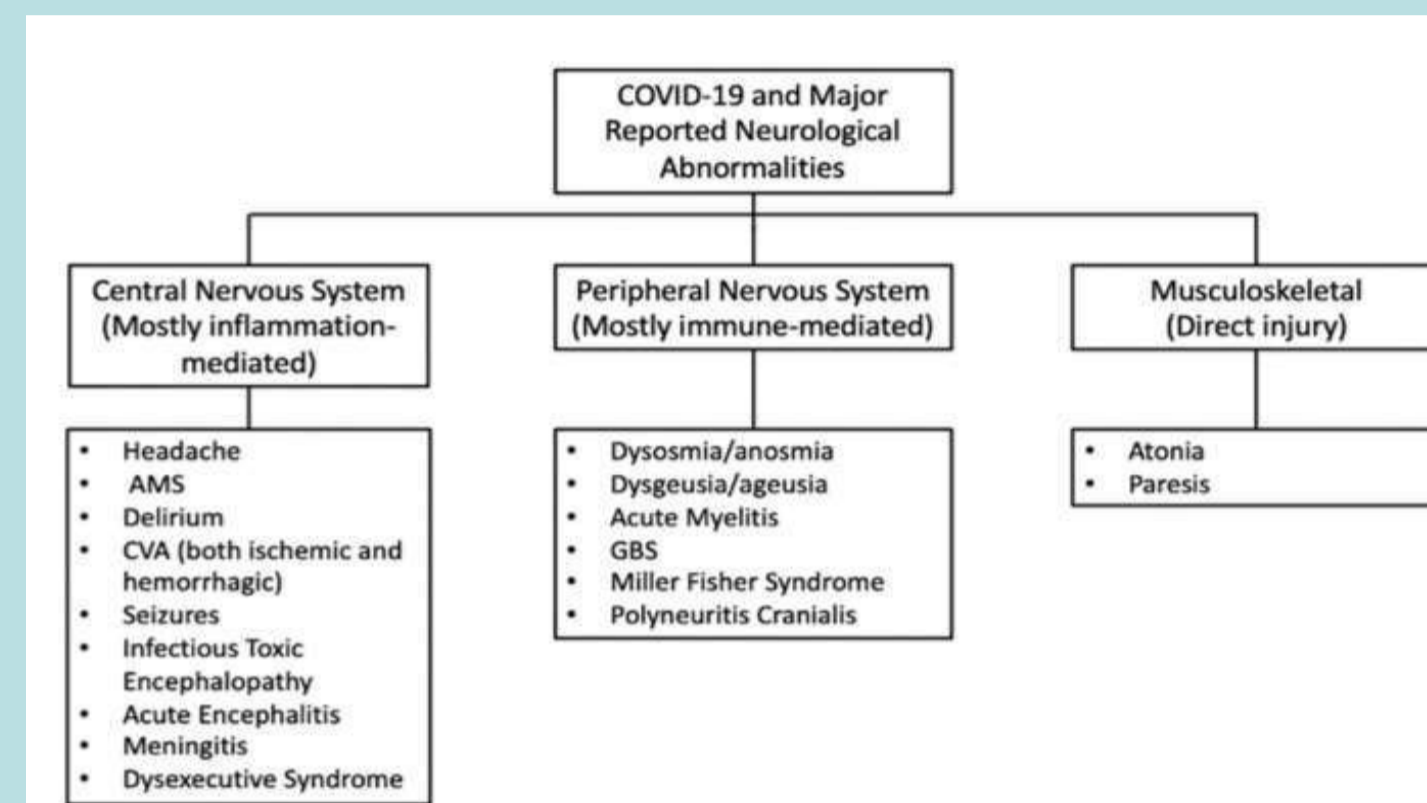 COVID-19 and Major
Reported Neurological
Abnormalities
Central Nervous System
(Mostly inflammation-
mediated)
• Headache
• AMS
• Delirium
• CVA (both ischemic and
hemorrhagic)
• Seizures
• Infectious Toxic
Encephalopathy
• Acute Encephalitis
• Meningitis
• Dysexecutive Syndrome
Peripheral Nervous System
(Mostly immune-mediated)
• Dysosmia/anosmia
• Dysgeusia/ageusia
• Acute Myelitis
• GBS
• Miller Fisher Syndrome
• Polyneuritis Cranialis
Musculoskeletal
(Direct injury)
• Atonia
• Paresis